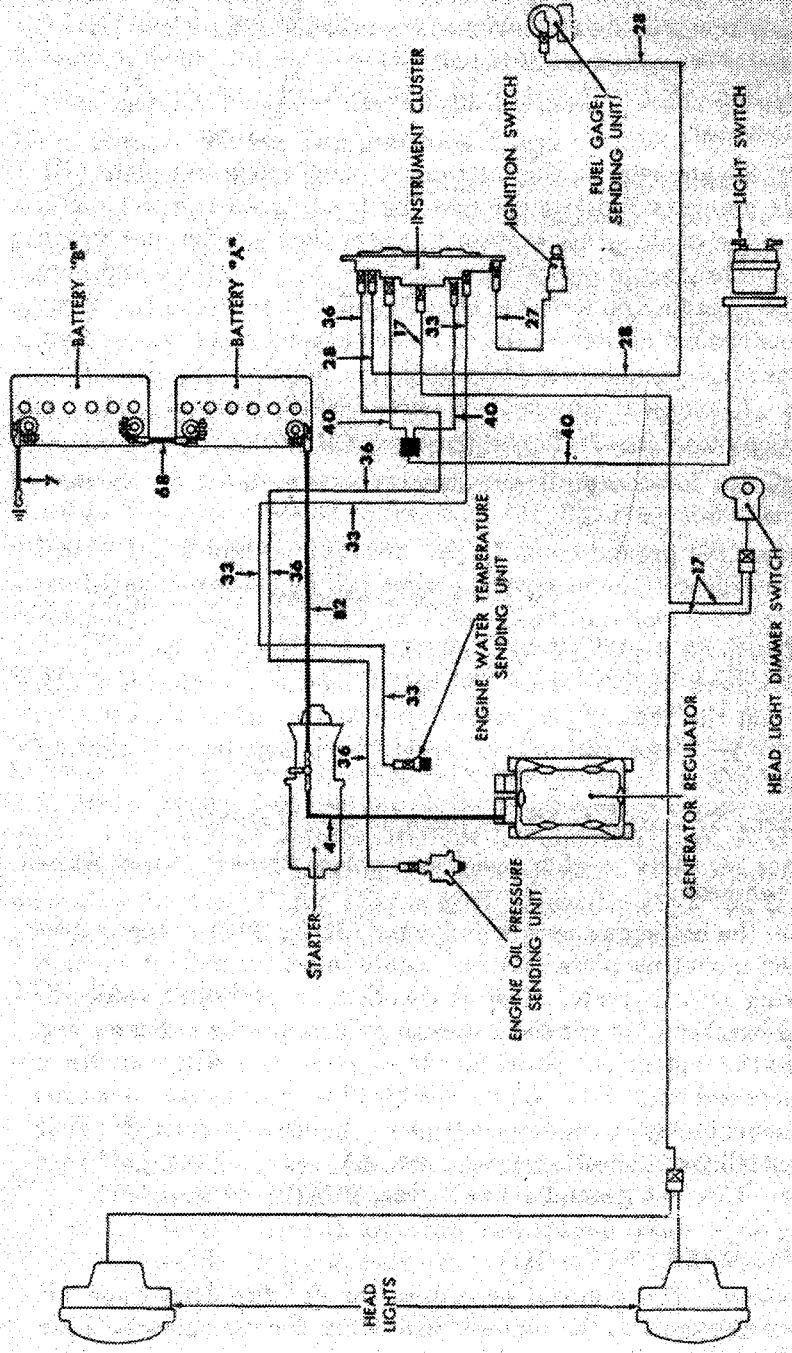 BATTERY "B"
BATTERY "A"
7
68
INSTRUMENT CLUSTER
IGNITION SWITCH
FUEL GAGE
SENDING UNIT
28
LIGHT SWITCH
36
28
17
33
27
28
40
40
40
36
33
33
36
82
ENGINE WATER TEMPERATURE
SENDING UNIT
33
36
4
STARTER
ENGINE OIL PRESSURE
SENDING UNIT
17
HEAD LIGHT DIMMER SWITCH
GENERATOR REGULATOR
HEAD
LIGHTS